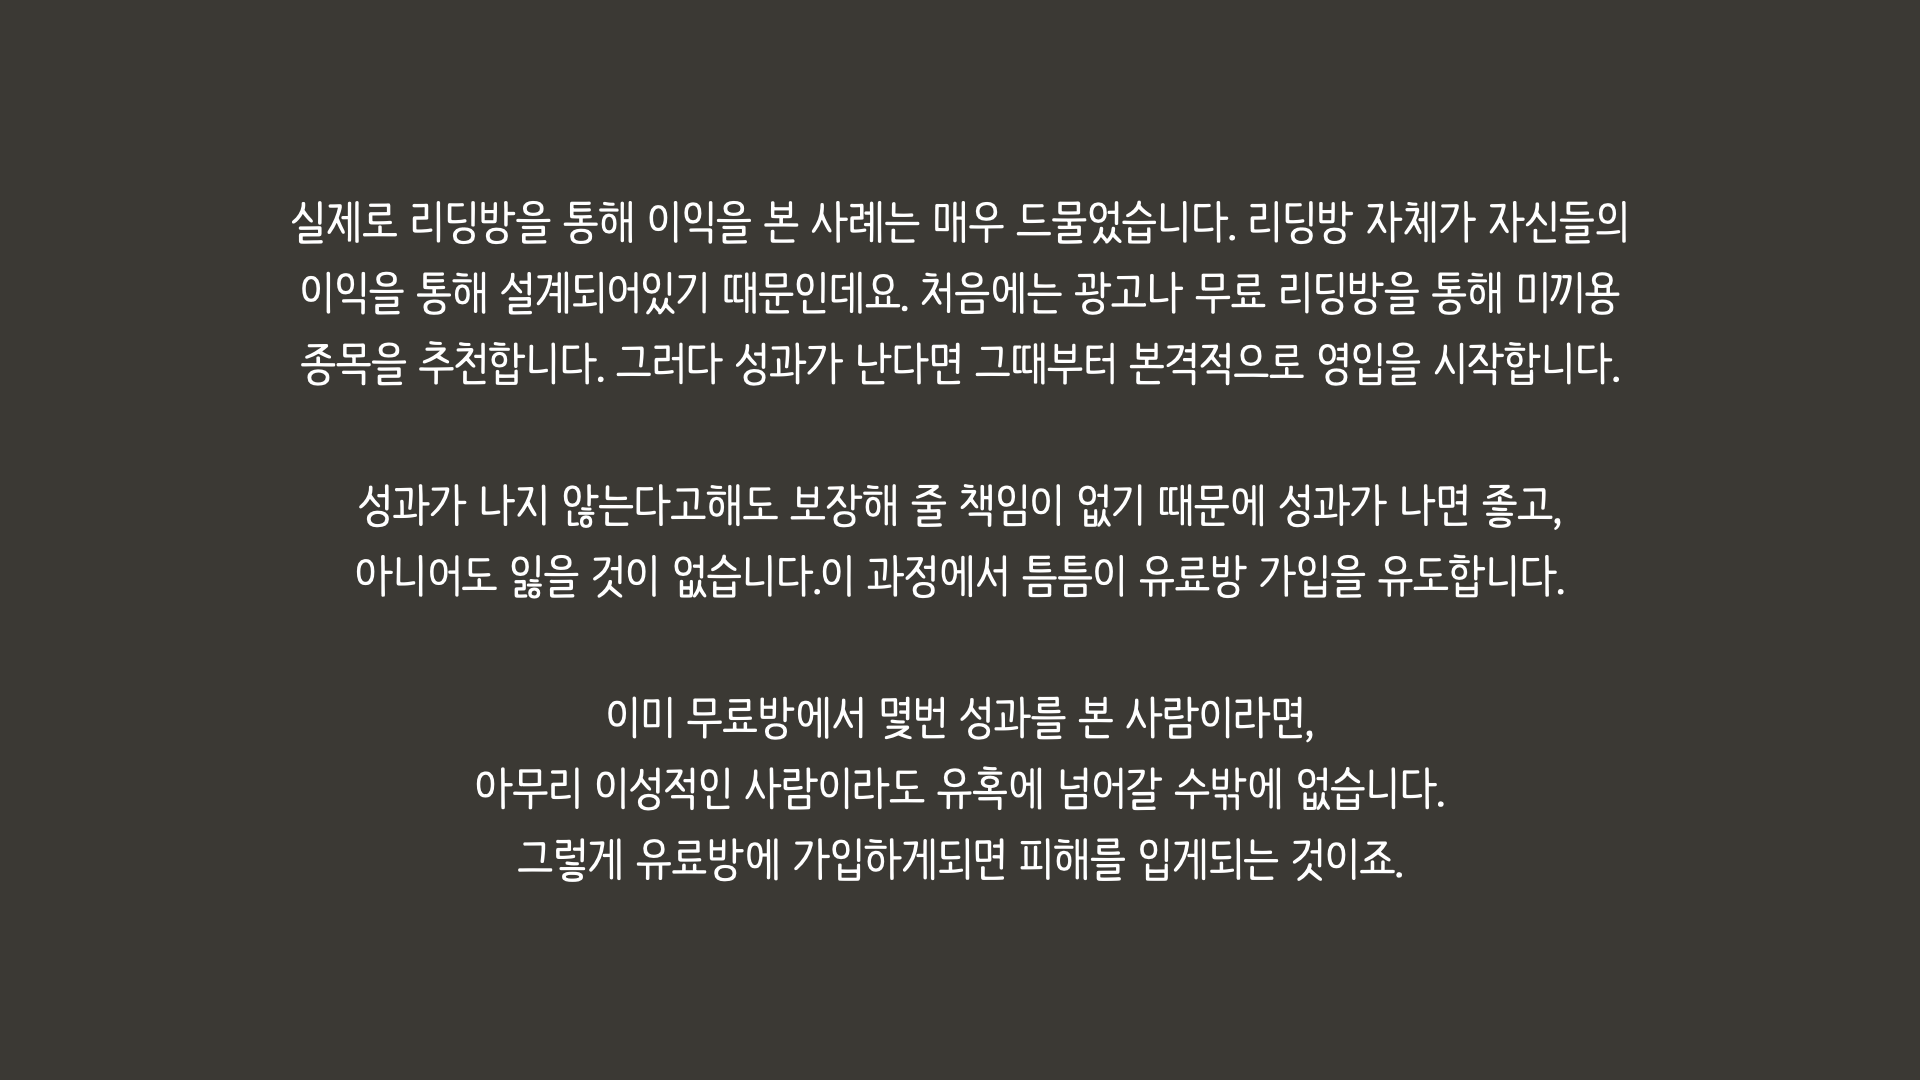 실제로 리딩방을 통해 이익을 본 사례는 매우 드물었습니다. 리딩방 자체가 자신들의
이익을 통해 설계되어있기 때문인데요. 처음에는 광고나 무료 리딩방을 통해 미끼용
종목을 추천합니다. 그러다 성과가 난다면 그때부터 본격적으로 영입을 시작합니다.
성과가 나지 않는다고해도 보장해 줄 책임이 없기 때문에 성과가 나면 좋고,
아니어도 잃을 것이 없습니다.이 과정에서 틈틈이 유료방 가입을 유도합니다.
이미 무료방에서 몇번 성과를 본 사람이라면,
아무리 이성적인 사람이라도 유혹에 넘어갈 수밖에 없습니다.
그렇게 유료방에 가입하게되면 피해를 입게되는 것이죠.